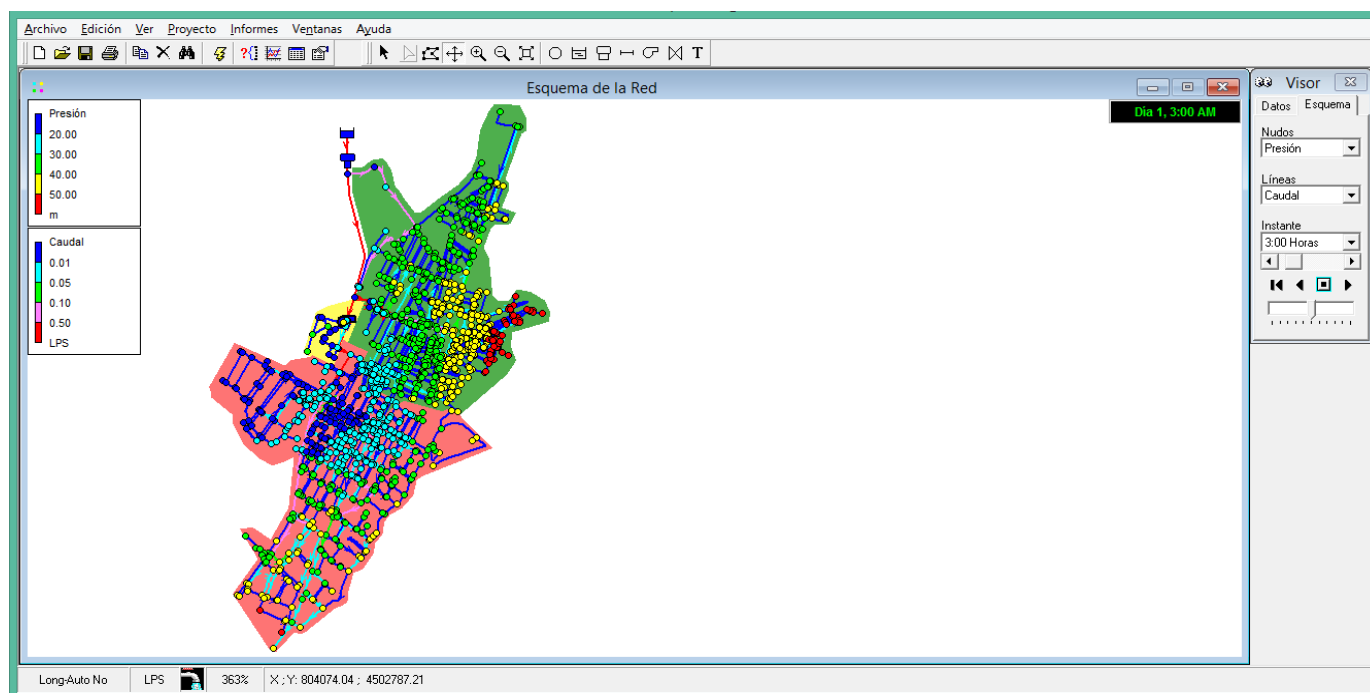 Archivo Edición Ver Proyecto Informes Ventanas Ayuda
T
Esquema de la Red
Visor
Datos Esquema
Día 1, 3:00 AM
Presión
20.00
30.00
40.00
50.00
m
Caudal
0.01
0.05
0.10
0.50
LPS
Nudos
Presión
Líneas
Caudal
Instante
3:00 Horas
Long-Auto No LPS 363% X ; Y: 804074.04 ; 4502787.21